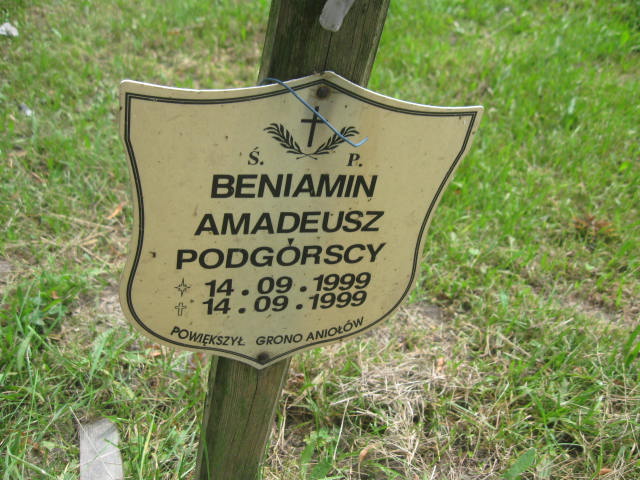 Ś. P.
BENIAMIN
AMADEUSZ
PODGÓRSCY
14.09.1999
14.09.1999
POWIĘKSZYŁ GRONO ANIOŁÓW